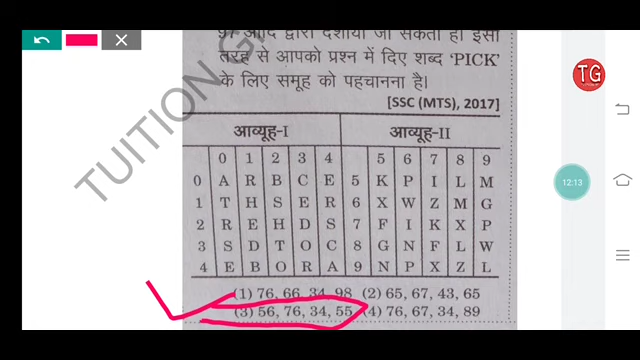 97 आदि द्वारा दर्शाया जा सकता है। इसी
तरह से आपको प्रश्न में दिए शब्द ‘PICK’
के लिए समूह को पहचानना है।
[SSC (MTS), 2017]
आव्यूह-I आव्यूह-II
0 1 2 3 4 5 6 7 8 9
0 A R B C E 5 K P I L M
1 T H S E R 6 X W Z M G
2 R E H D S 7 F I K X P
3 S D T O C 8 G N F L W
4 E B O R A 9 N P X Z L
(1) 76, 66, 34, 98 (2) 65, 67, 43, 65
(3) 56, 76, 34, 55 (4) 76, 67, 34, 89
TUITION G
TG
12:13